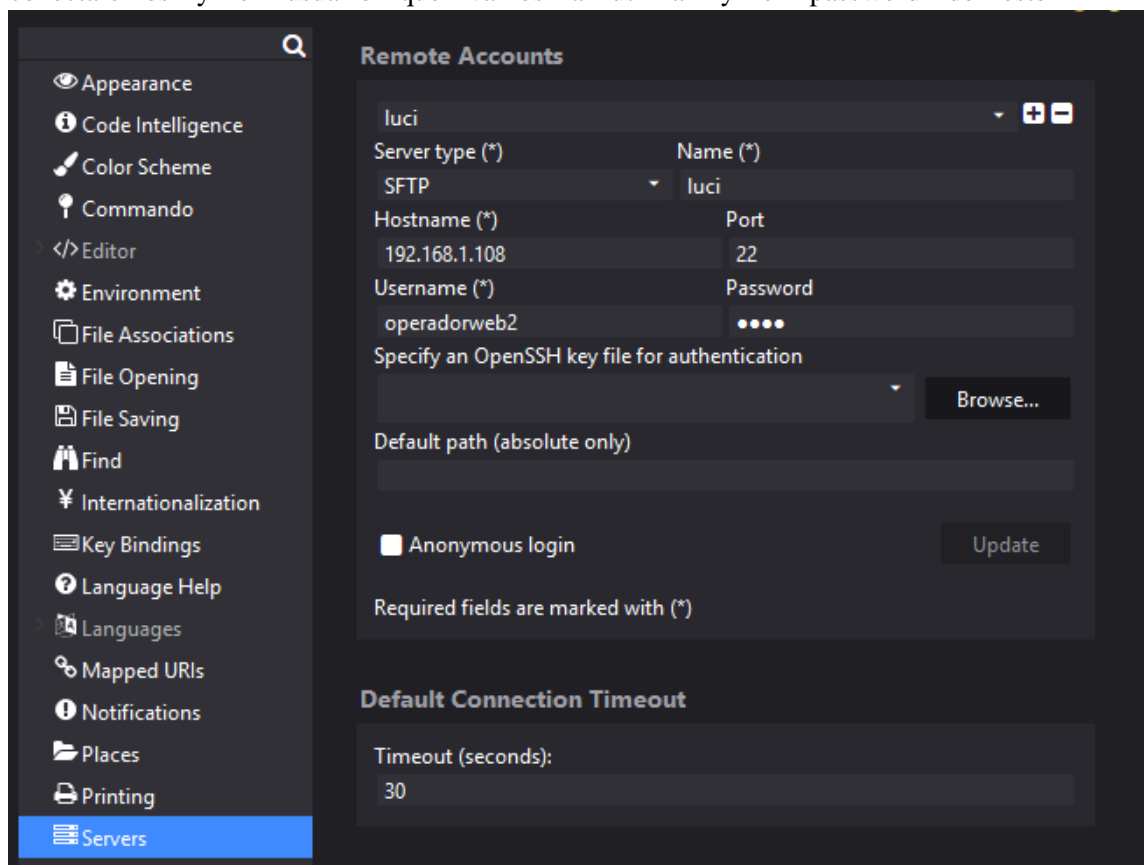 Appearance
Code Intelligence
Color Scheme
Commando
Editor
Environment
File Associations
File Opening
File Saving
Find
Internationalization
Key Bindings
Language Help
Languages
Mapped URIs
Notifications
Places
Printing
Servers
Remote Accounts
luci
Server type (*) Name (*)
SFTP luci
Hostname (*) Port
192.168.1.108 22
Username (*) Password
operadorweb2 ••••
Specify an OpenSSH key file for authentication
Browse...
Default path (absolute only)
Anonymous login Update
Required fields are marked with (*)
Default Connection Timeout
Timeout (seconds):
30